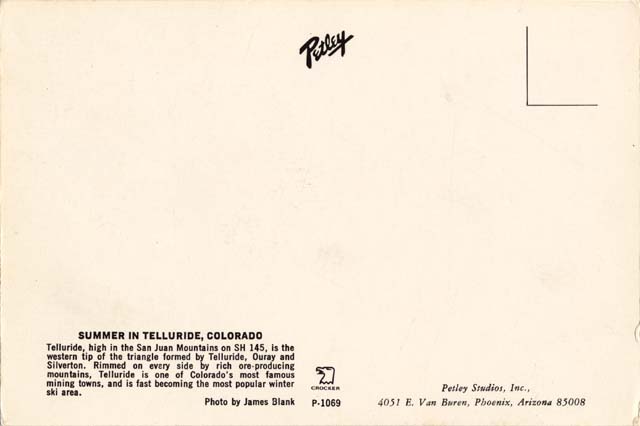 Petley
SUMMER IN TELLURIDE, COLORADO
Telluride, high in the San Juan Mountains on SH 145, is the
western tip of the triangle formed by Telluride, Ouray and
Silverton. Rimmed on every side by rich ore-producing
mountains, Telluride is one of Colorado's most famous
mining towns, and is fast becoming the most popular winter
ski area.
Photo by James Blank
CROCKER
P-1069
Petley Studios, Inc.,
4051 E. Van Buren, Phoenix, Arizona 85008